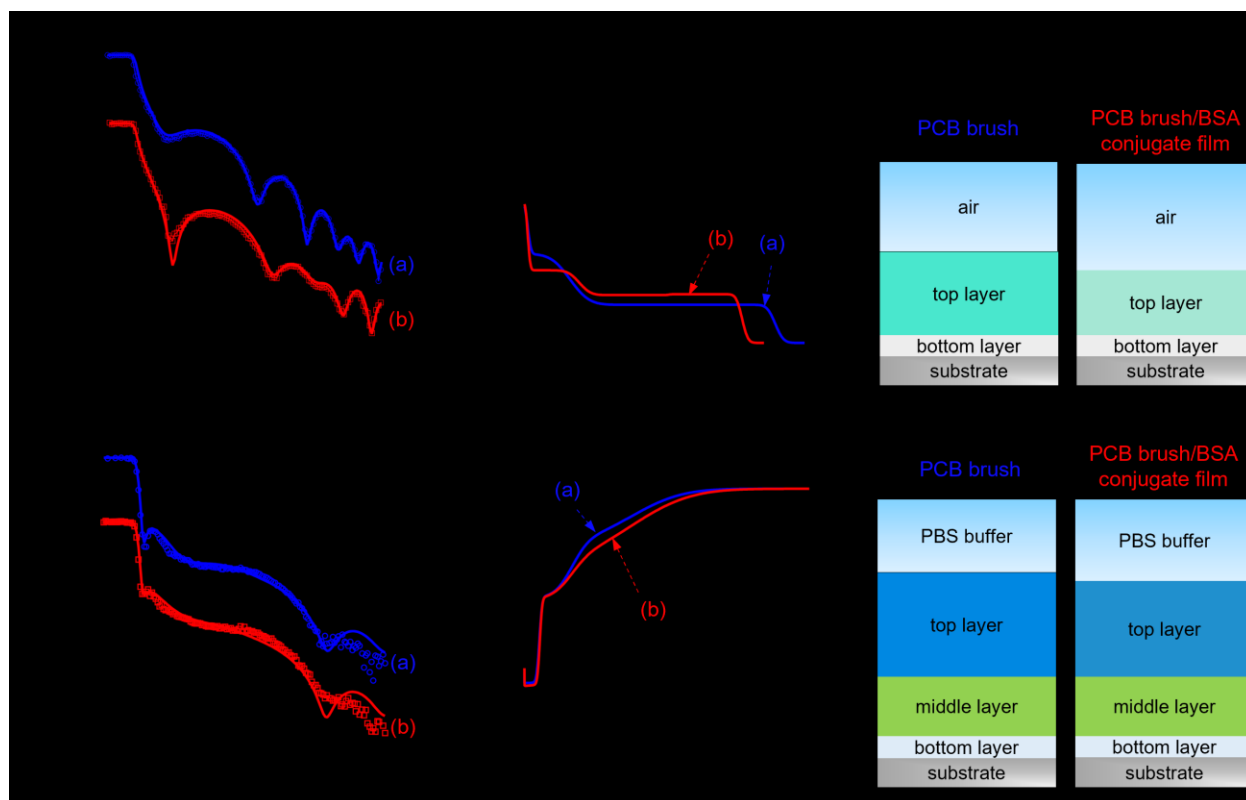 PCB brush
PCB brush/BSA
conjugate film
air
air
(b)
(a)
top layer
top layer
(a)
(b)
bottom layer
bottom layer
substrate
substrate
PCB brush
PCB brush/BSA
conjugate film
(a)
PBS buffer
PBS buffer
(b)
top layer
top layer
(a)
middle layer
middle layer
(b)
bottom layer
bottom layer
substrate
substrate